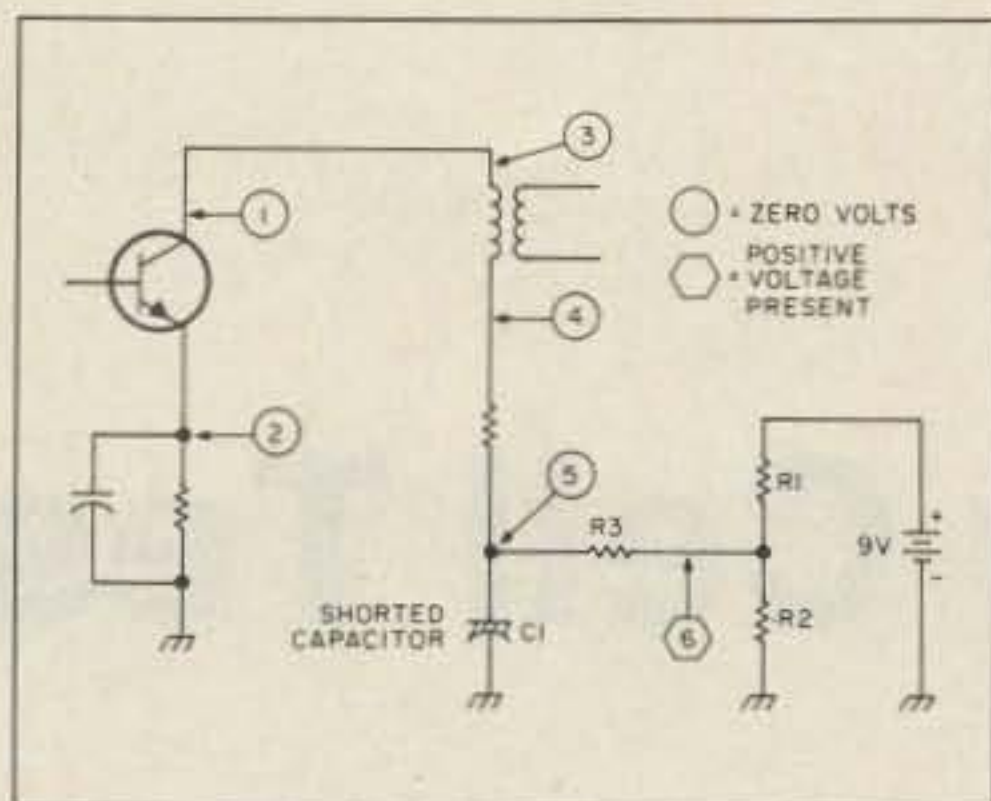 3
1
= ZERO VOLTS
POSITIVE
= VOLTAGE
PRESENT
4
2
5
R3
R1
9V
+
-
SHORTED
CAPACITOR
C1
6
R2